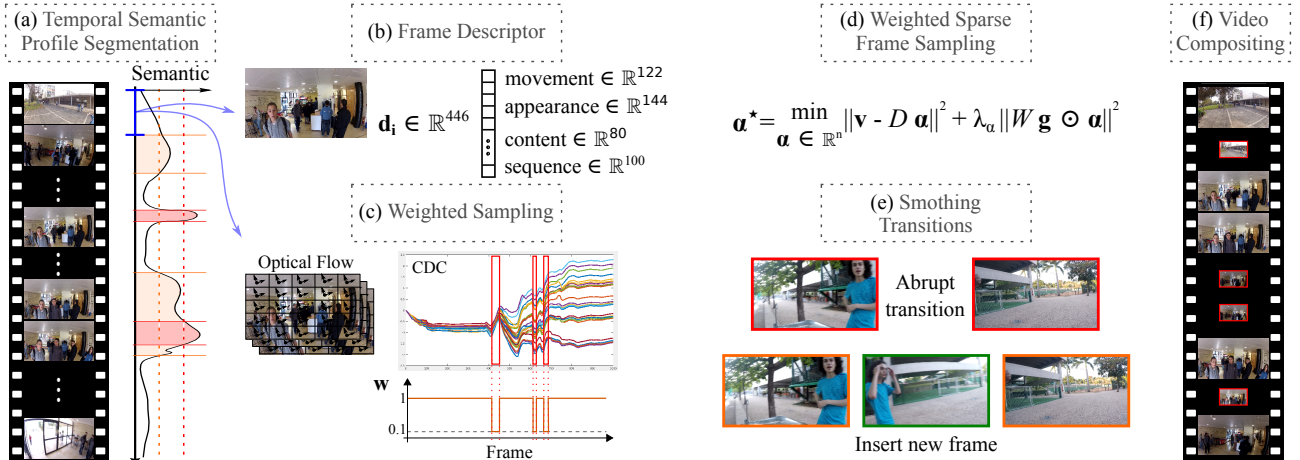 (a) Temporal Semantic
Profile Segmentation
Semantic
(b) Frame Descriptor
d_i ∈ ℝ^446
movement ∈ ℝ^122
appearance ∈ ℝ^144
content ∈ ℝ^80
sequence ∈ ℝ^100
(c) Weighted Sampling
Optical Flow
CDC
w
1
0.1
Frame
(d) Weighted Sparse
Frame Sampling
α* = min ||v - D α||² + λ_α ||W g ⊙ α||²
α ∈ ℝ^n
(e) Smothing
Transitions
Abrupt
transition
Insert new frame
(f) Video
Compositing